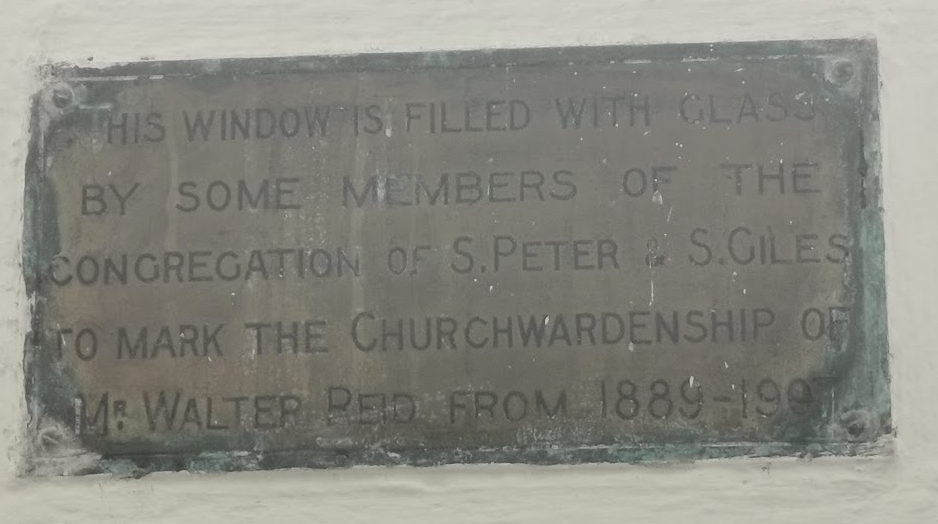 THIS WINDOW IS FILLED WITH GLASS
BY SOME MEMBERS OF THE
CONGREGATION OF S. PETER & S. GILES
TO MARK THE CHURCHWARDENSHIP OF
MR. WALTER REID FROM